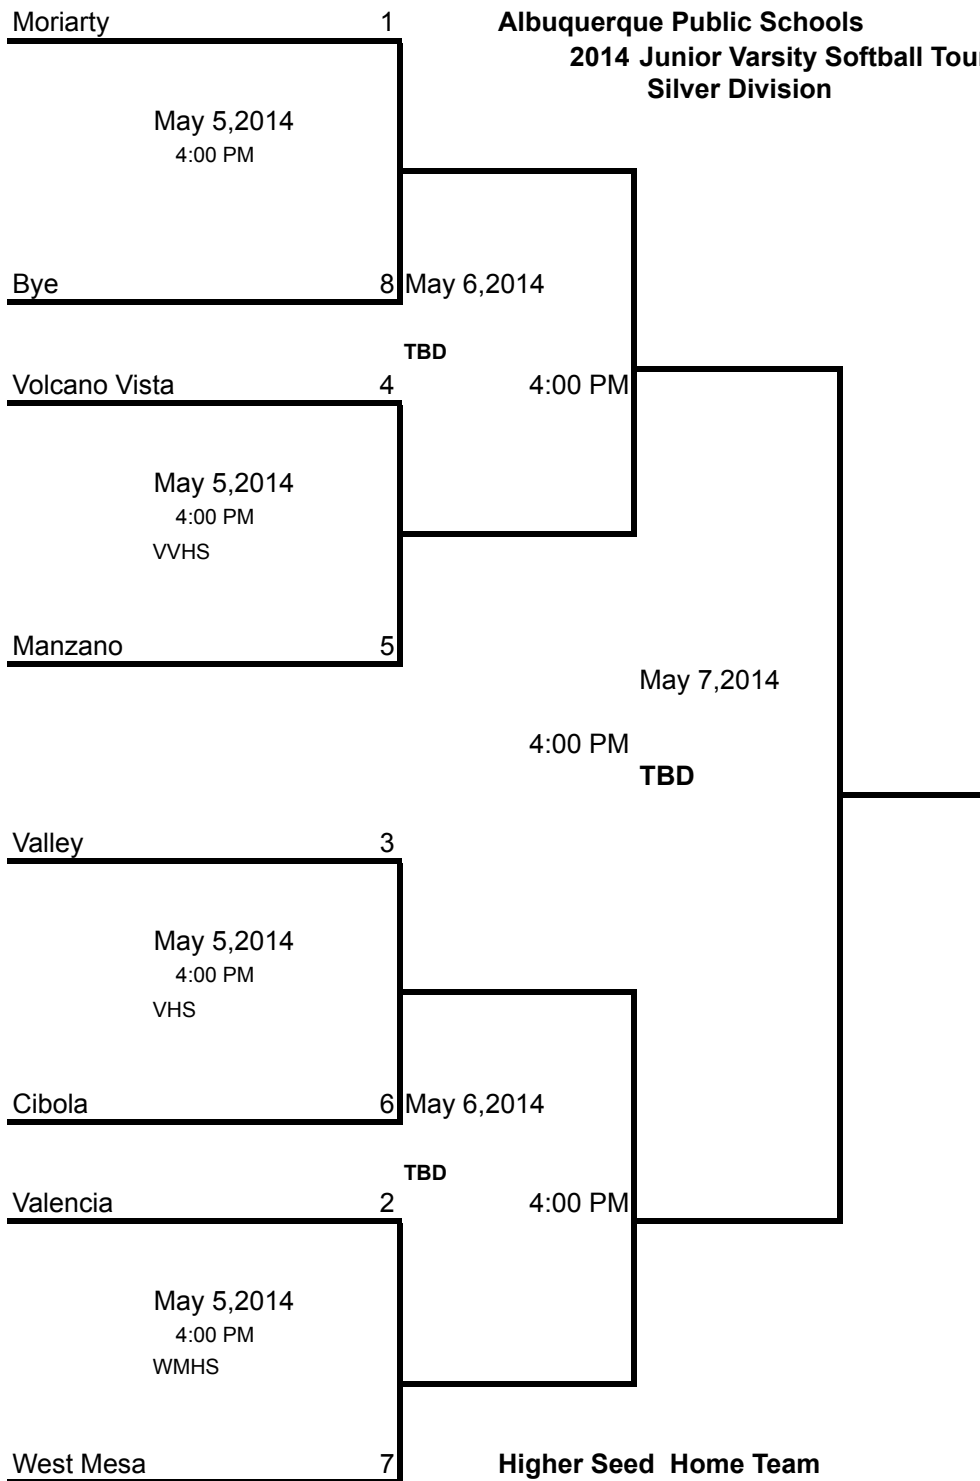 Moriarty 1 Albuquerque Public Schools
2014 Junior Varsity Softball
Silver Division
May 5,2014
4:00 PM
Bye 8 May 6,2014
TBD
Volcano Vista 4 4:00 PM
May 5,2014
4:00 PM
VVHS
Manzano 5
May 7,2014
4:00 PM
TBD
Valley 3
May 5,2014
4:00 PM
VHS
Cibola 6 May 6,2014
TBD
Valencia 2 4:00 PM
May 5,2014
4:00 PM
WMHS
West Mesa 7 Higher Seed Home Team